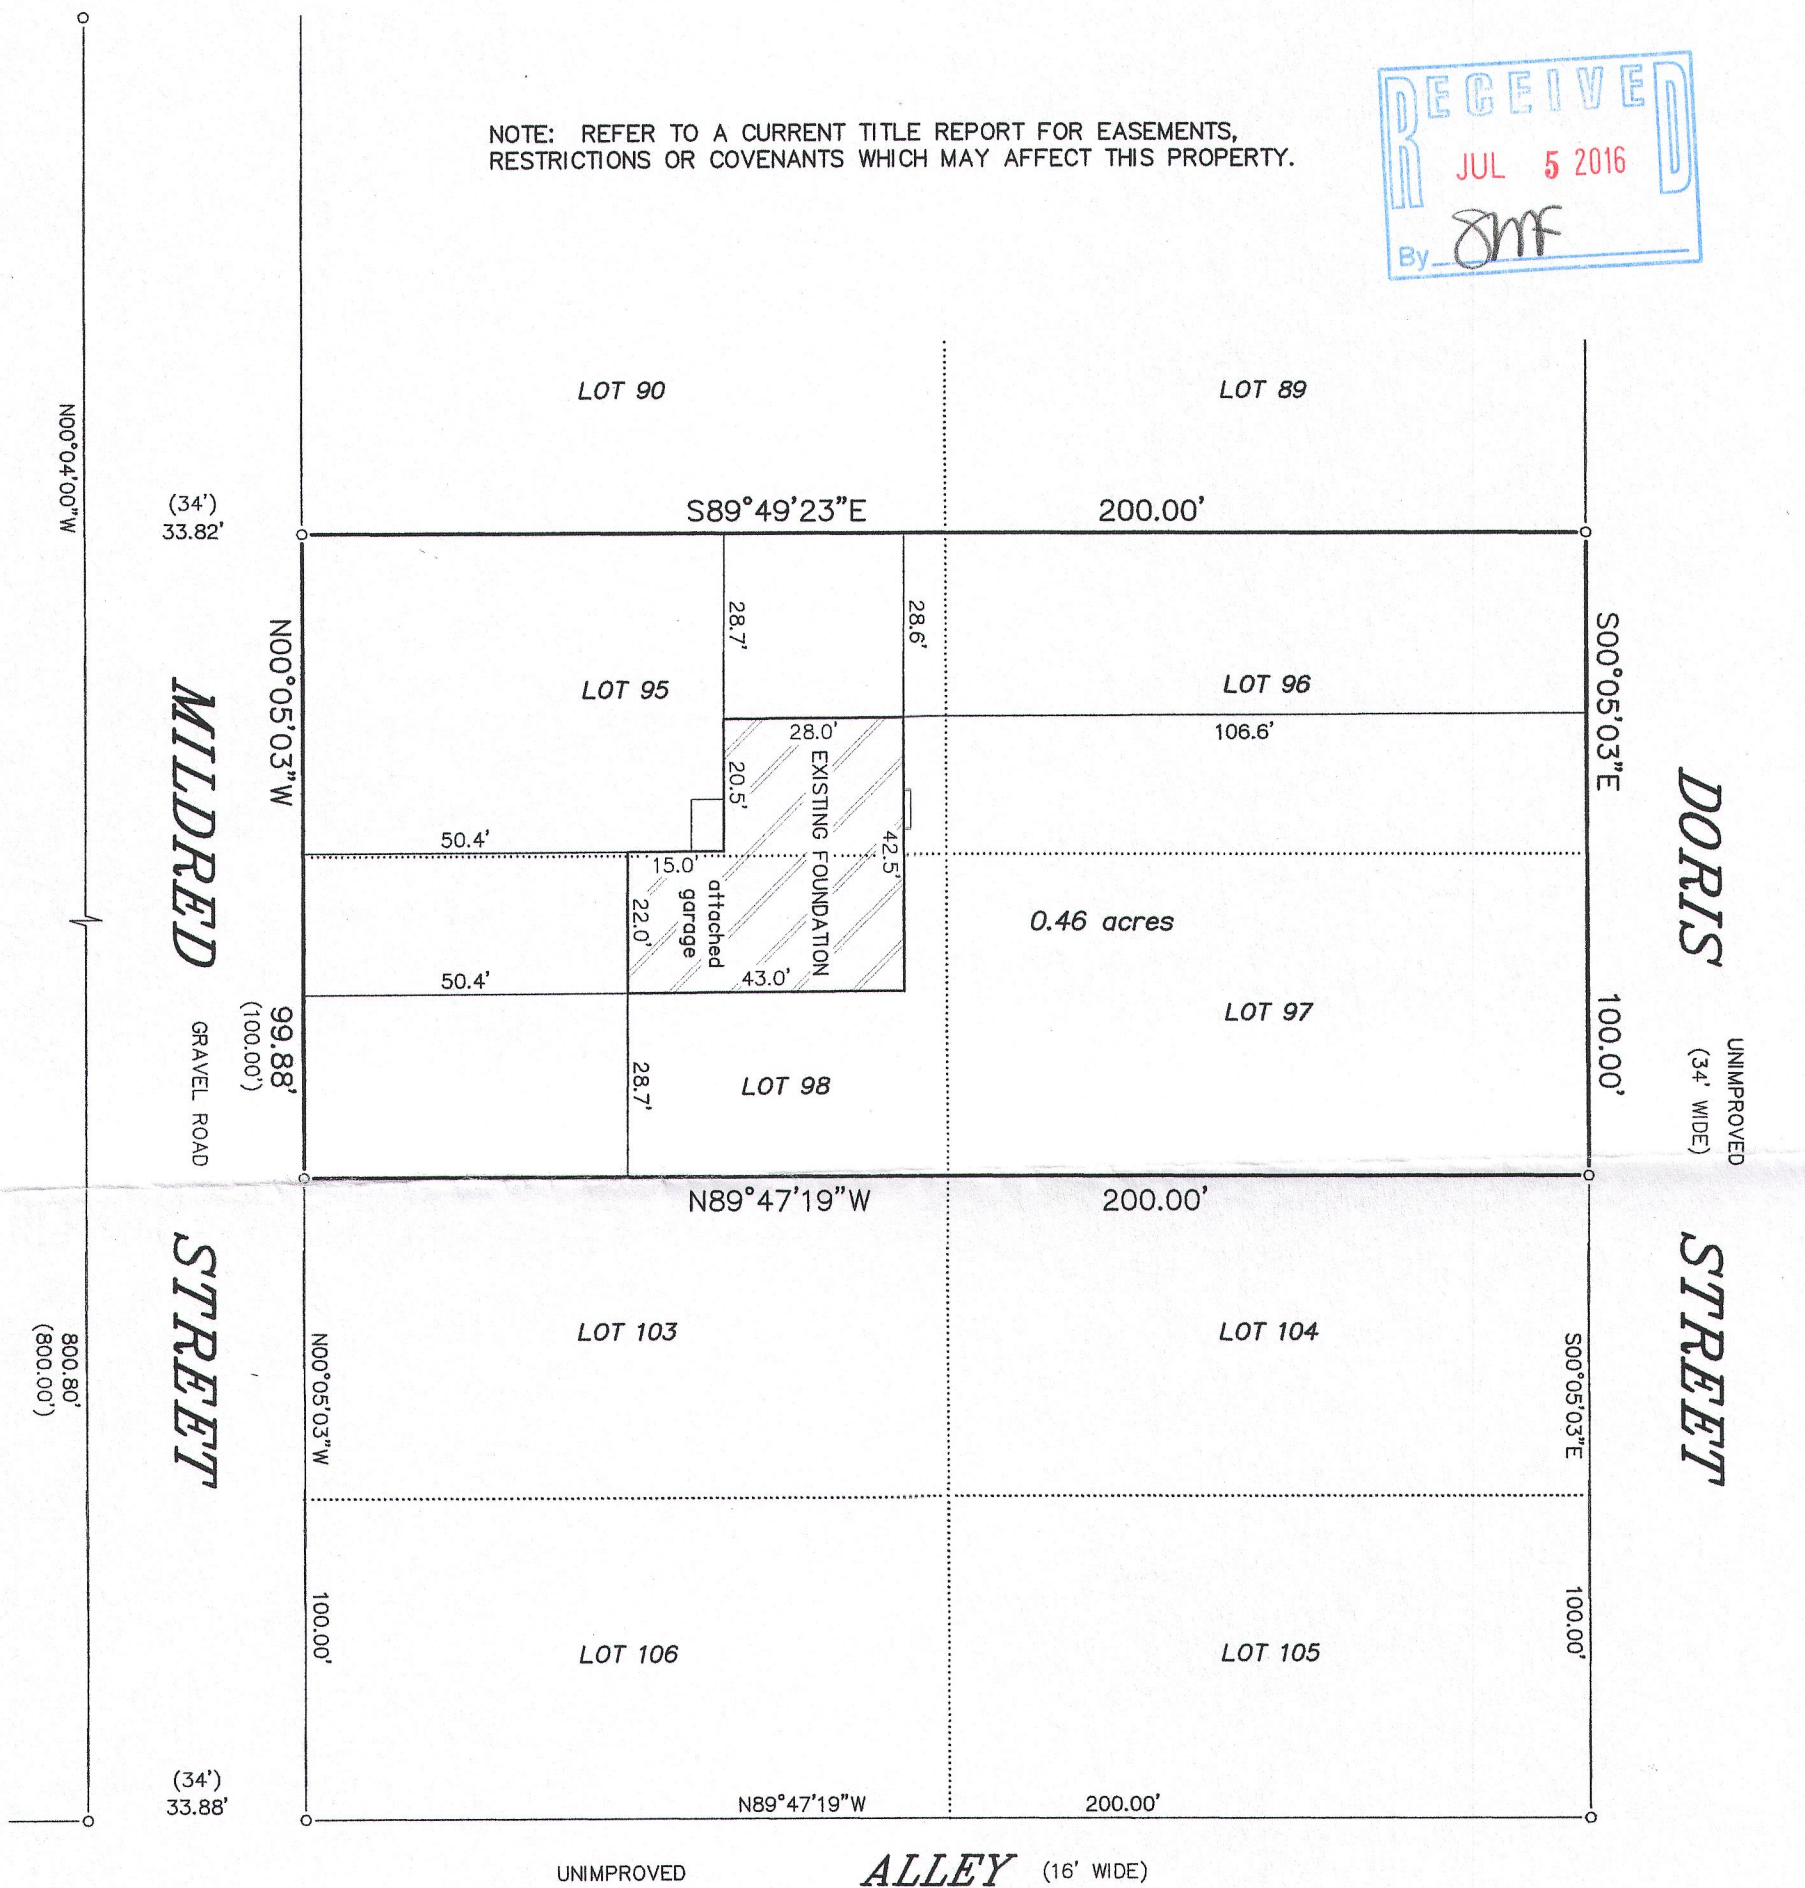 RECEIVED
JUL 5 2016
By SMF
NOTE: REFER TO A CURRENT TITLE REPORT FOR EASEMENTS,
RESTRICTIONS OR COVENANTS WHICH MAY AFFECT THIS PROPERTY.
LOT 90
LOT 89
N00°04'00"W
(34')
33.82'
S89°49'23"E
200.00'
28.7'
28.6'
N00°05'03"W
S00°05'03"E
LOT 95
LOT 96
28.0'
106.6'
20.5'
EXISTING FOUNDATION
42.5'
50.4'
15.0'
attached
garage
22.0'
0.46 acres
43.0'
50.4'
LOT 97
99.88'
(100.00')
100.00'
MILDRED
GRAVEL ROAD
STREET
DORIS
UNIMPROVED
(34' WIDE)
STREET
28.7'
LOT 98
N89°47'19"W
200.00'
LOT 103
LOT 104
N00°05'03"W
S00°05'03"E
800.80'
(800.00')
100.00'
100.00'
LOT 106
LOT 105
(34')
33.88'
N89°47'19"W
200.00'
UNIMPROVED
ALLEY (16' WIDE)